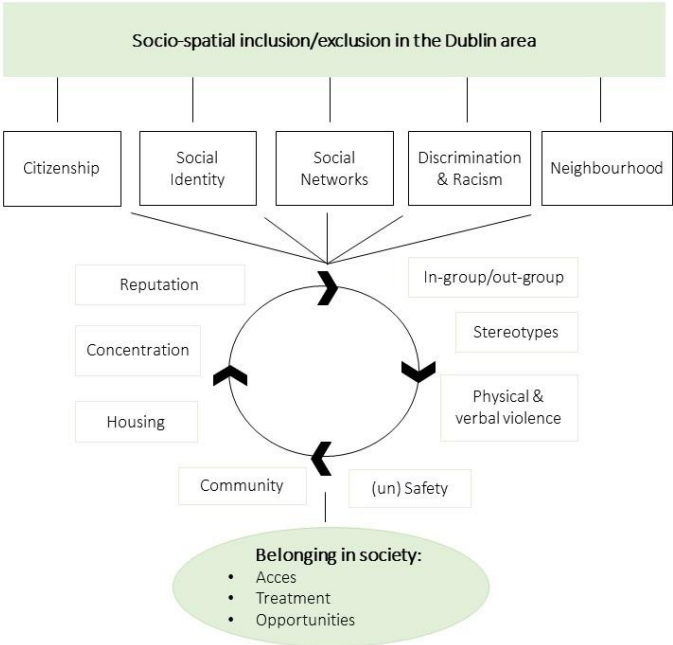 Socio-spatial inclusion/exclusion in the Dublin area
Citizenship
Social
Identity
Social
Networks
Discrimination
& Racism
Neighbourhood
Reputation
In-group/out-group
Concentration
Stereotypes
Housing
Physical &
verbal violence
Community
(un) Safety
Belonging in society:
• Acces
• Treatment
• Opportunities